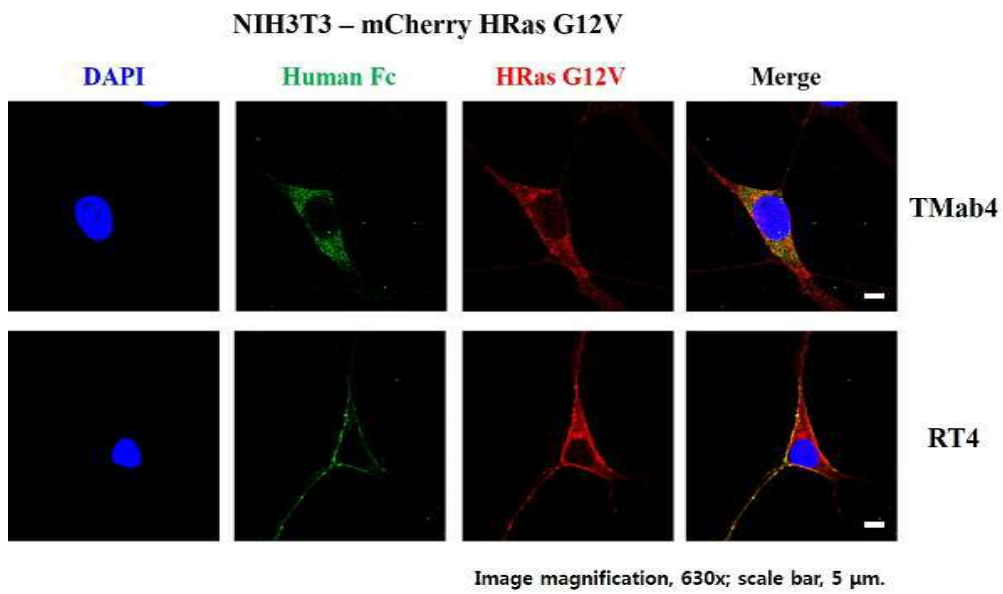 NIH3T3 – mCherry HRas G12V
DAPI Human Fc HRas G12V Merge
TMab4
RT4
Image magnification, 630x; scale bar, 5 μm.